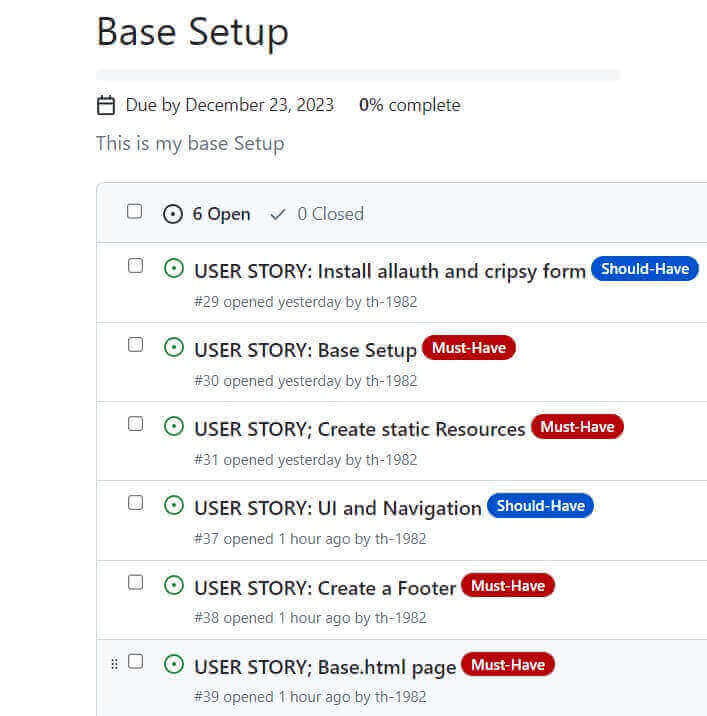 Base Setup
Due by December 23, 2023 0% complete
This is my base Setup
6 Open 0 Closed
USER STORY: Install allauth and cripsy form Should-Have
#29 opened yesterday by th-1982
USER STORY: Base Setup Must-Have
#30 opened yesterday by th-1982
USER STORY; Create static Resources Must-Have
#31 opened yesterday by th-1982
USER STORY: UI and Navigation Should-Have
#37 opened 1 hour ago by th-1982
USER STORY: Create a Footer Must-Have
#38 opened 1 hour ago by th-1982
USER STORY; Base.html page Must-Have
#39 opened 1 hour ago by th-1982